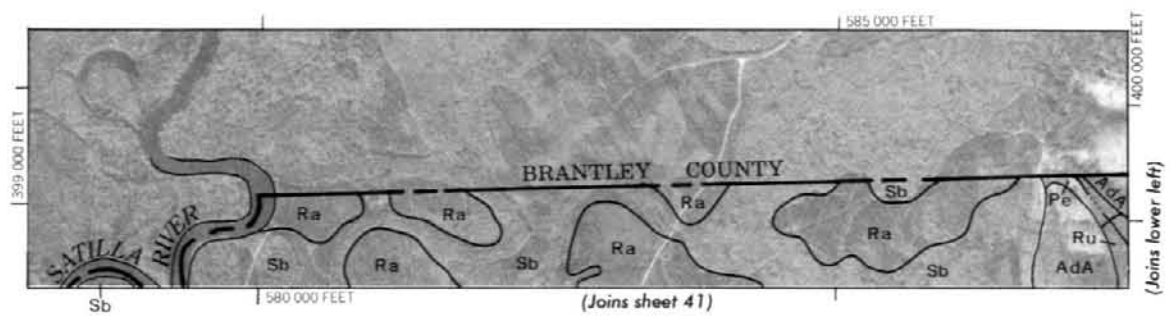 585 000 FEET
400 000 FEET
399 000 FEET
BRANTLEY COUNTY
Sb
Ra
Pe
AdA
Ra
Ra
Ra
Ru
SATILLA RIVER
Sb
Ra
Sb
Ra
Sb
AdA
(Joins lower left)
Sb
580 000 FEET
(Joins sheet 41)